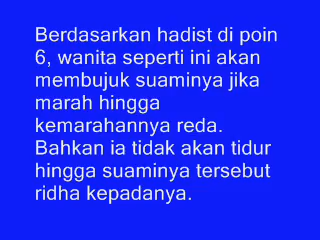 Berdasarkan hadist di poin
6, wanita seperti ini akan
membujuk suaminya jika
marah hingga
kemarahannya reda.
Bahkan ia tidak akan tidur
hingga suaminya tersebut
ridha kepadanya.